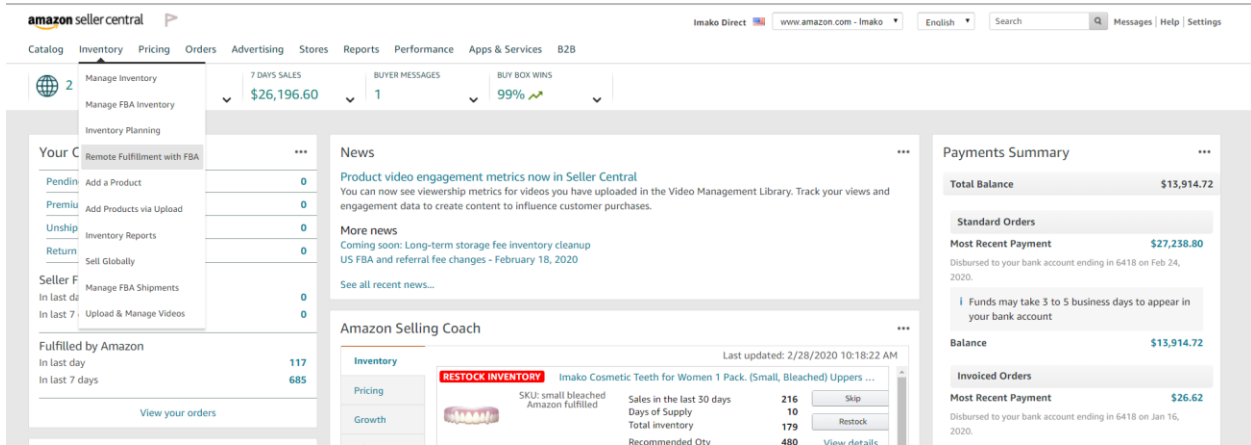 amazon seller central
Imako Direct
www.amazon.com - Imako
English
Search
Messages | Help | Settings
Catalog Inventory Pricing Orders Advertising Stores Reports Performance Apps & Services B2B
2
7 DAYS SALES
$26,196.60
BUYER MESSAGES
1
BUY BOX WINS
99%
Manage Inventory
Manage FBA Inventory
Inventory Planning
Remote Fulfillment with FBA
Add a Product
Add Products via Upload
Inventory Reports
Sell Globally
Manage FBA Shipments
Upload & Manage Videos
Your
Pendin 0
Premiu 0
Unship 0
Return 0
Seller F
In last da 0
In last 7 0
Fulfilled by Amazon
In last day 117
In last 7 days 685
View your orders
News
Product video engagement metrics now in Seller Central
You can now see viewership metrics for videos you have uploaded in the Video Management Library. Track your views and
engagement data to create content to influence customer purchases.
More news
Coming soon: Long-term storage fee inventory cleanup
US FBA and referral fee changes - February 18, 2020
See all recent news...
Amazon Selling Coach
Last updated: 2/28/2020 10:18:22 AM
Inventory
Pricing
Growth
RESTOCK INVENTORY Imako Cosmetic Teeth for Women 1 Pack. (Small, Bleached) Uppers ...
SKU: small bleached
Amazon fulfilled
Sales in the last 30 days 216
Days of Supply 10
Total inventory 179
Recommended Qty 480
Skip
Restock
View details
Payments Summary
Total Balance $13,914.72
Standard Orders
Most Recent Payment $27,238.80
Disbursed to your bank account ending in 6418 on Feb 24,
2020.
i Funds may take 3 to 5 business days to appear in
your bank account
Balance $13,914.72
Invoiced Orders
Most Recent Payment $26.62
Disbursed to your bank account ending in 6418 on Jan 16,
2020.